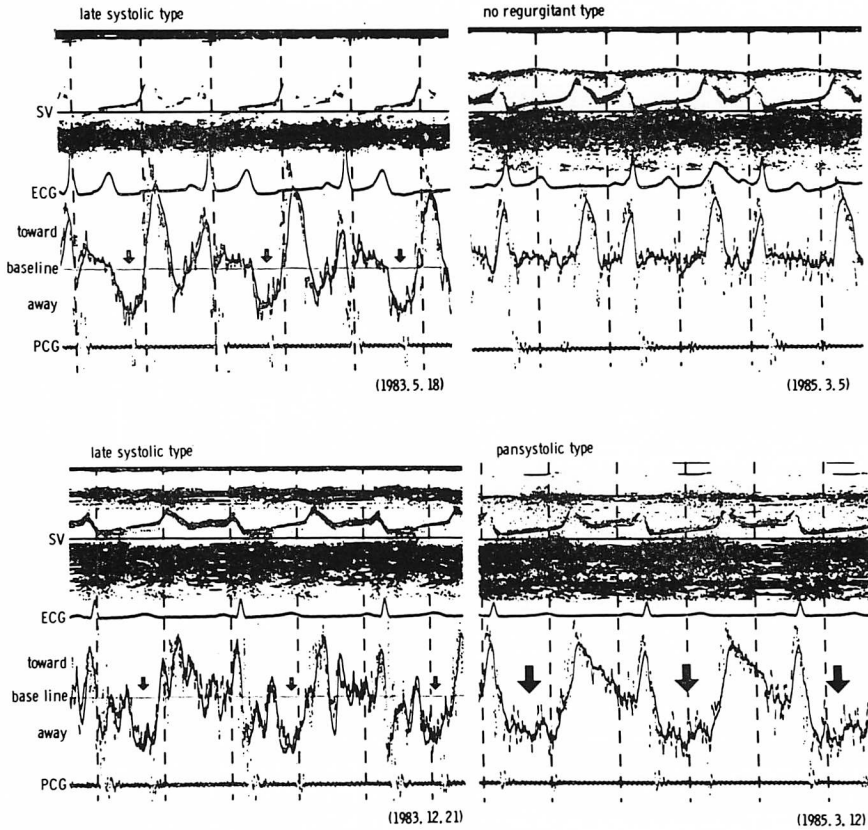 late systolic type
no regurgitant type
SV
ECG
toward
baseline
away
PCG
(1983. 5. 18)
(1985. 3. 5)
late systolic type
pansystolic type
SV
ECG
toward
base line
away
PCG
(1983. 12. 21)
(1985. 3. 12)